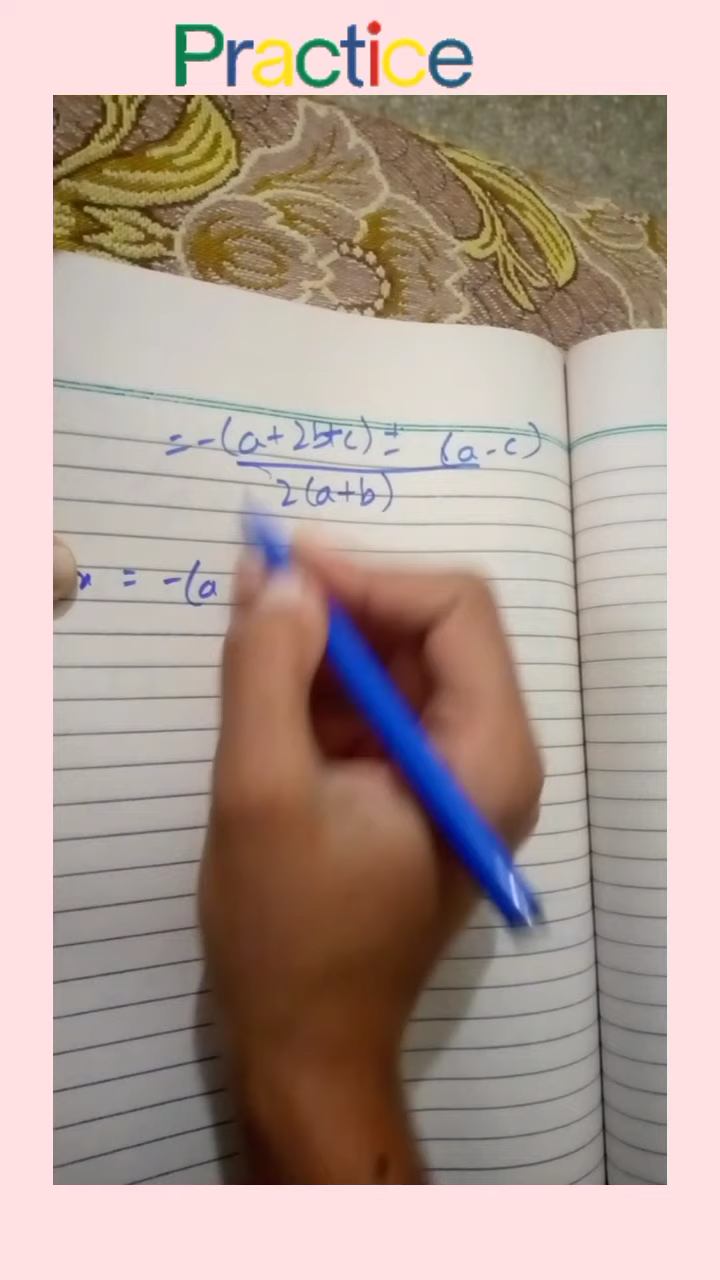 Practice
= -(a+2b+c) ± (a-c)
2(a+b)
x = -(a